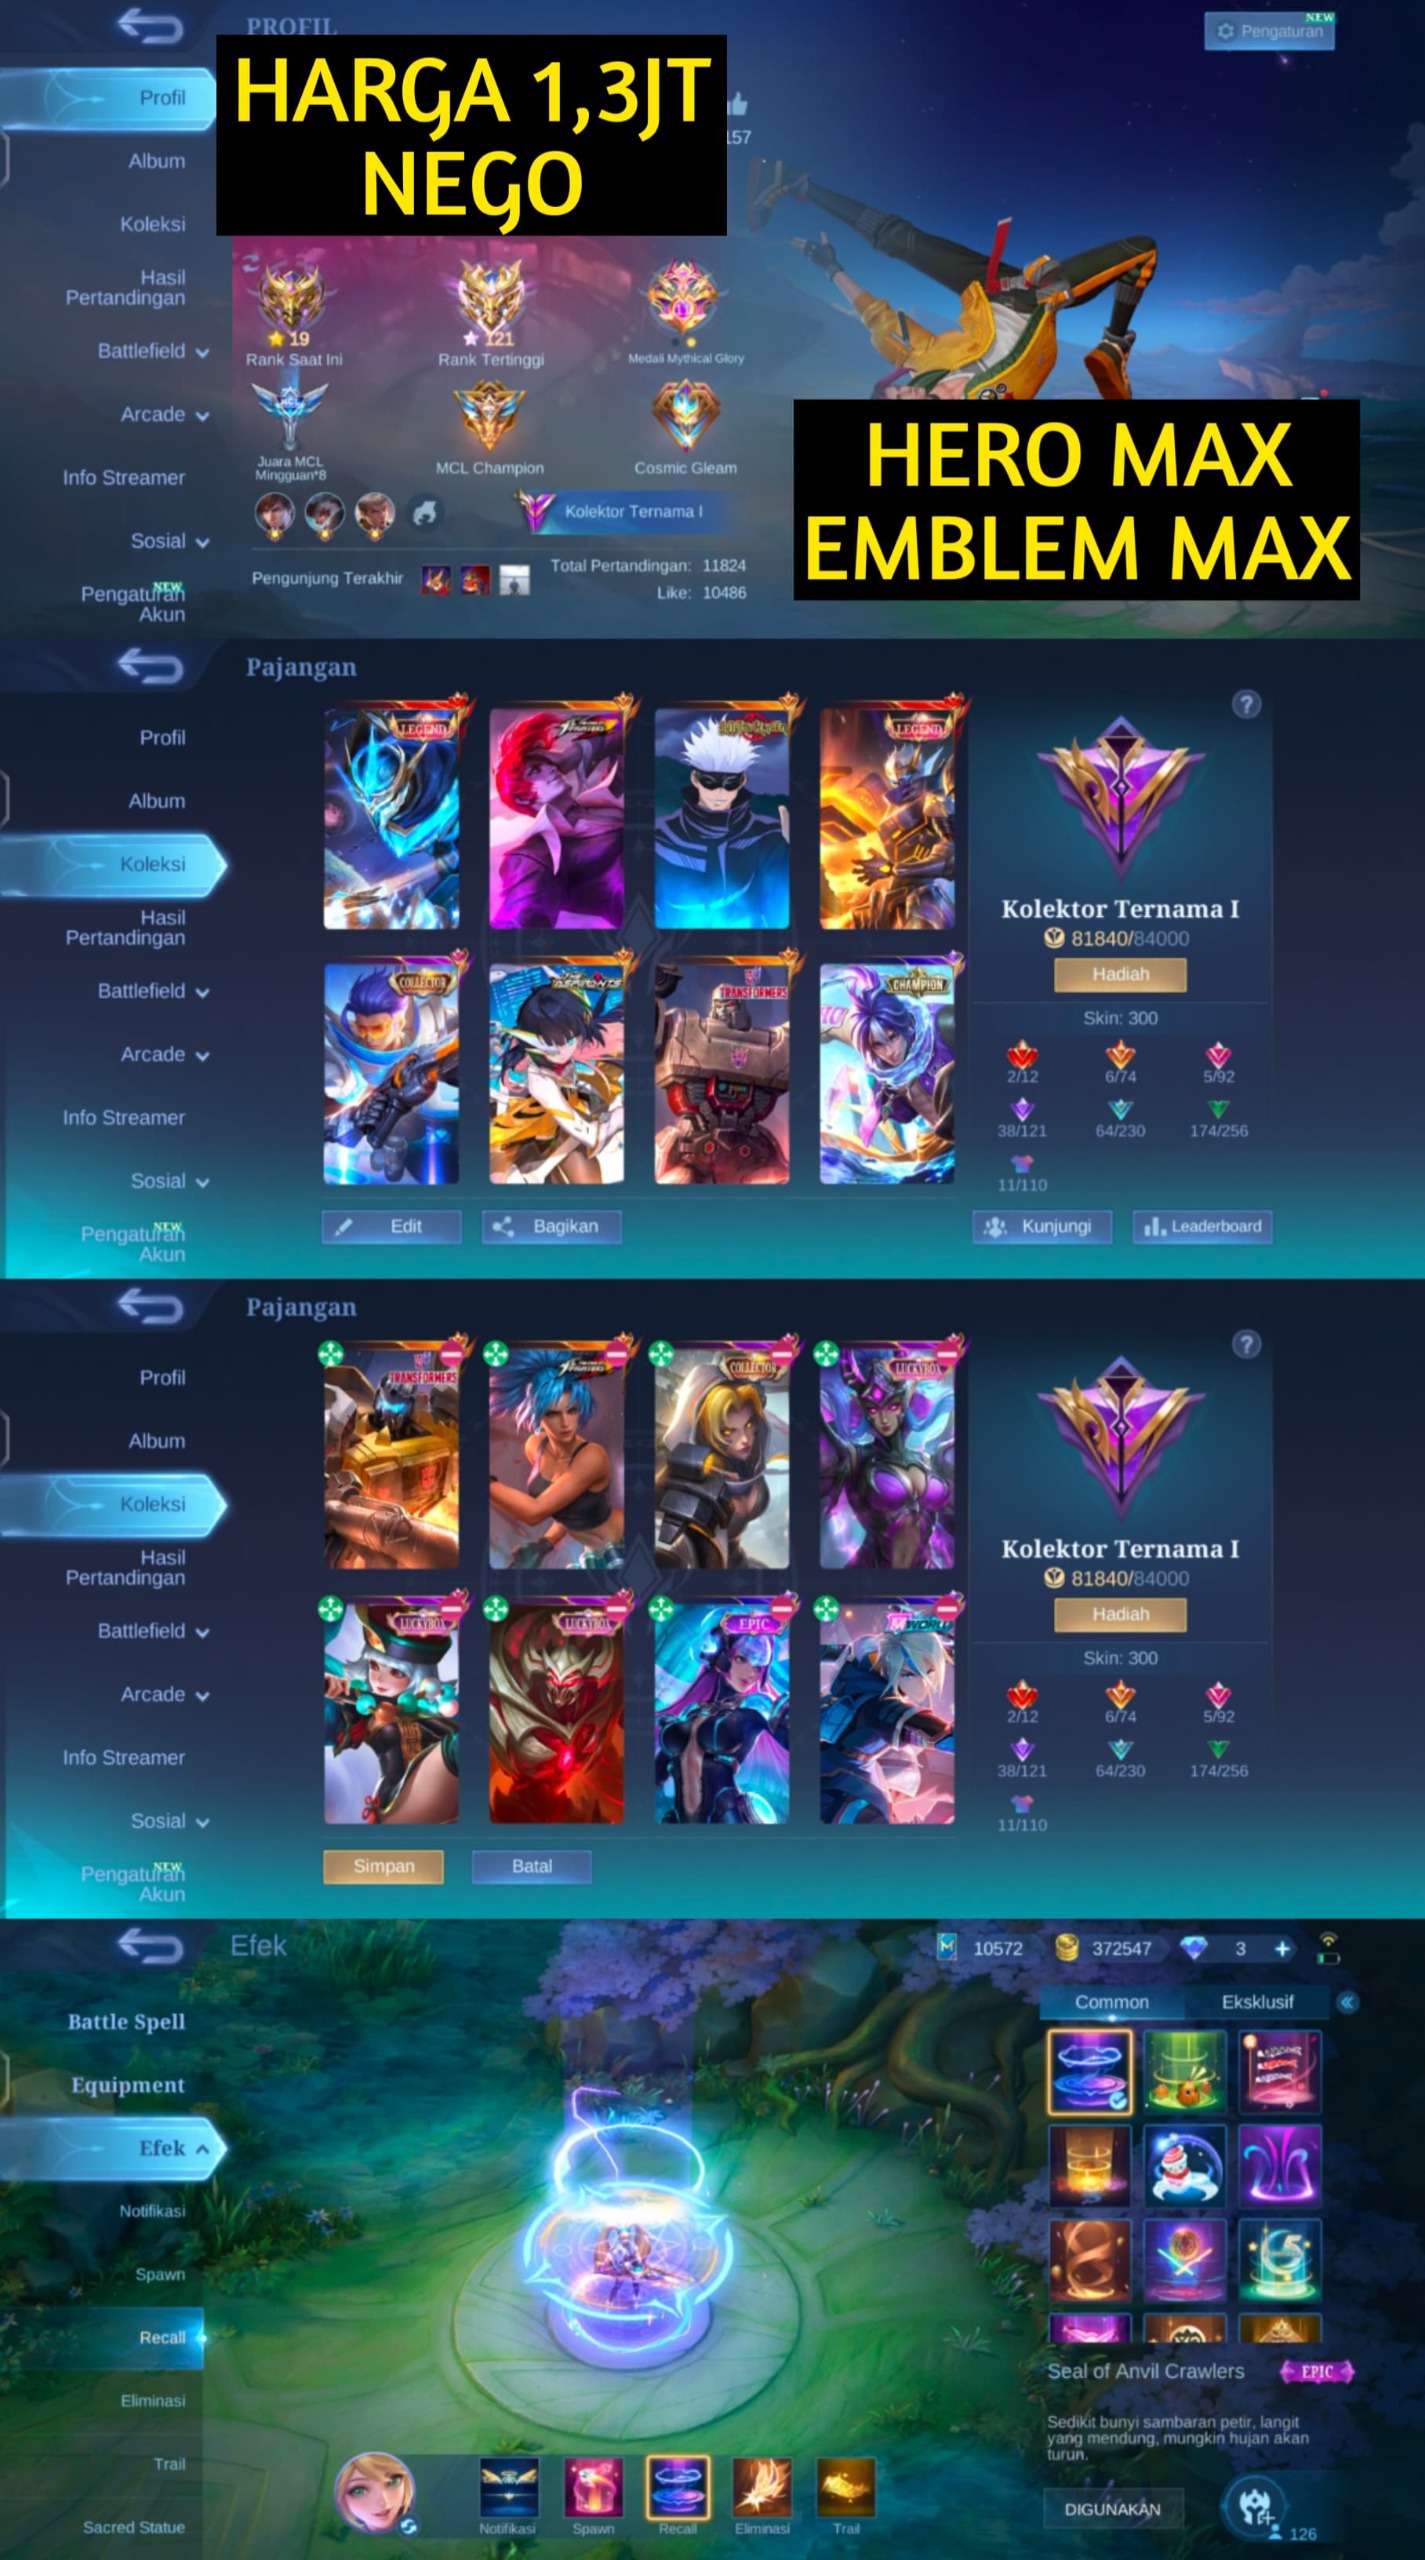 PROFIL
NEW
Pengaturan
HARGA 1,3JT
NEGO
Profil
Album
Koleksi
Hasil
Pertandingan
Battlefield
Arcade
Info Streamer
Sosial
NEW
Pengaturan
Akun
157
19
121
Rank Saat Ini
Rank Tertinggi
Medali Mythical Glory
MCL
Juara MCL
Mingguan*8
MCL Champion
Cosmic Gleam
Kolektor Ternama I
Pengunjung Terakhir
Total Pertandingan: 11824
Like: 10486
HERO MAX
EMBLEM MAX
Pajangan
Profil
Album
Koleksi
Hasil
Pertandingan
Battlefield
Arcade
Info Streamer
Sosial
NEW
Pengaturan
Akun
LEGEND
LEGEND
COLLECTOR
TRANSFORMERS
CHAMPION
Edit
Bagikan
?
Kolektor Ternama I
81840/84000
Hadiah
Skin: 300
2/12
6/74
5/92
38/121
64/230
174/256
11/110
Kunjungi
Leaderboard
Pajangan
Profil
Album
Koleksi
Hasil
Pertandingan
Battlefield
Arcade
Info Streamer
Sosial
NEW
Pengaturan
Akun
TRANSFORMERS
COLLECTOR
LUCKYBOX
LUCKYBOX
LUCKYBOX
EPIC
MWORLD
Simpan
Batal
?
Kolektor Ternama I
81840/84000
Hadiah
Skin: 300
2/12
6/74
5/92
38/121
64/230
174/256
11/110
Efek
10572
372547
3
Battle Spell
Equipment
Efek
Notifikasi
Spawn
Recall
Eliminasi
Trail
Sacred Statue
Common
Eksklusif
Seal of Anvil Crawlers
EPIC
Sedikit bunyi sambaran petir, langit
yang mendung, mungkin hujan akan
turun.
DIGUNAKAN
126
Notifikasi
Spawn
Recall
Eliminasi
Trail